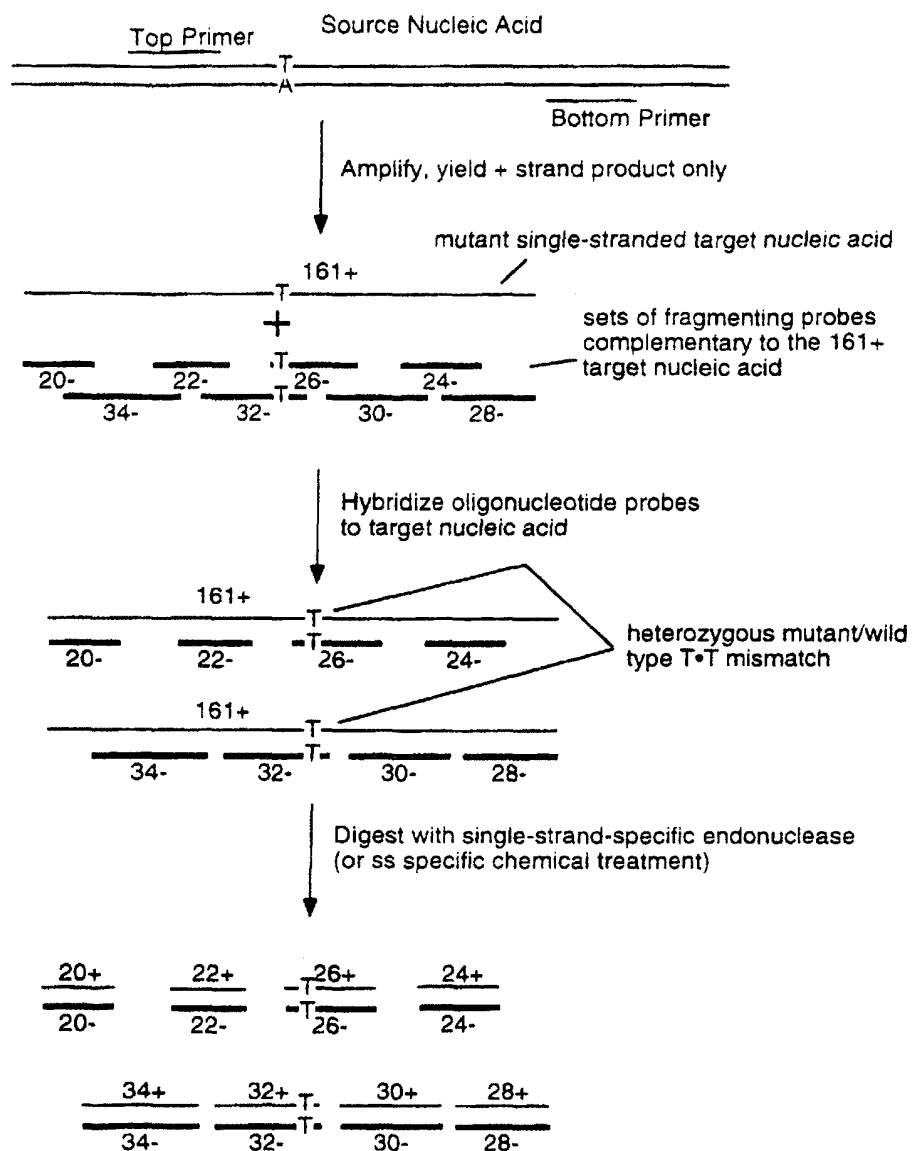 Source Nucleic Acid
Top Primer
T
A
Bottom Primer
Amplify, yield + strand product only
mutant single-stranded target nucleic acid
161+
T
+
sets of fragmenting probes
complementary to the 161+
target nucleic acid
T
20- 22- 26- 24-
T
34- 32- 30- 28-
Hybridize oligonucleotide probes
to target nucleic acid
161+
T
T
20- 22- 26- 24-
heterozygous mutant/wild
type T•T mismatch
161+
T
T
34- 32- 30- 28-
Digest with single-strand-specific endonuclease
(or ss specific chemical treatment)
20+ 22+ 26+ 24+
T
T
20- 22- 26- 24-
34+ 32+ 30+ 28+
T
T
34- 32- 30- 28-